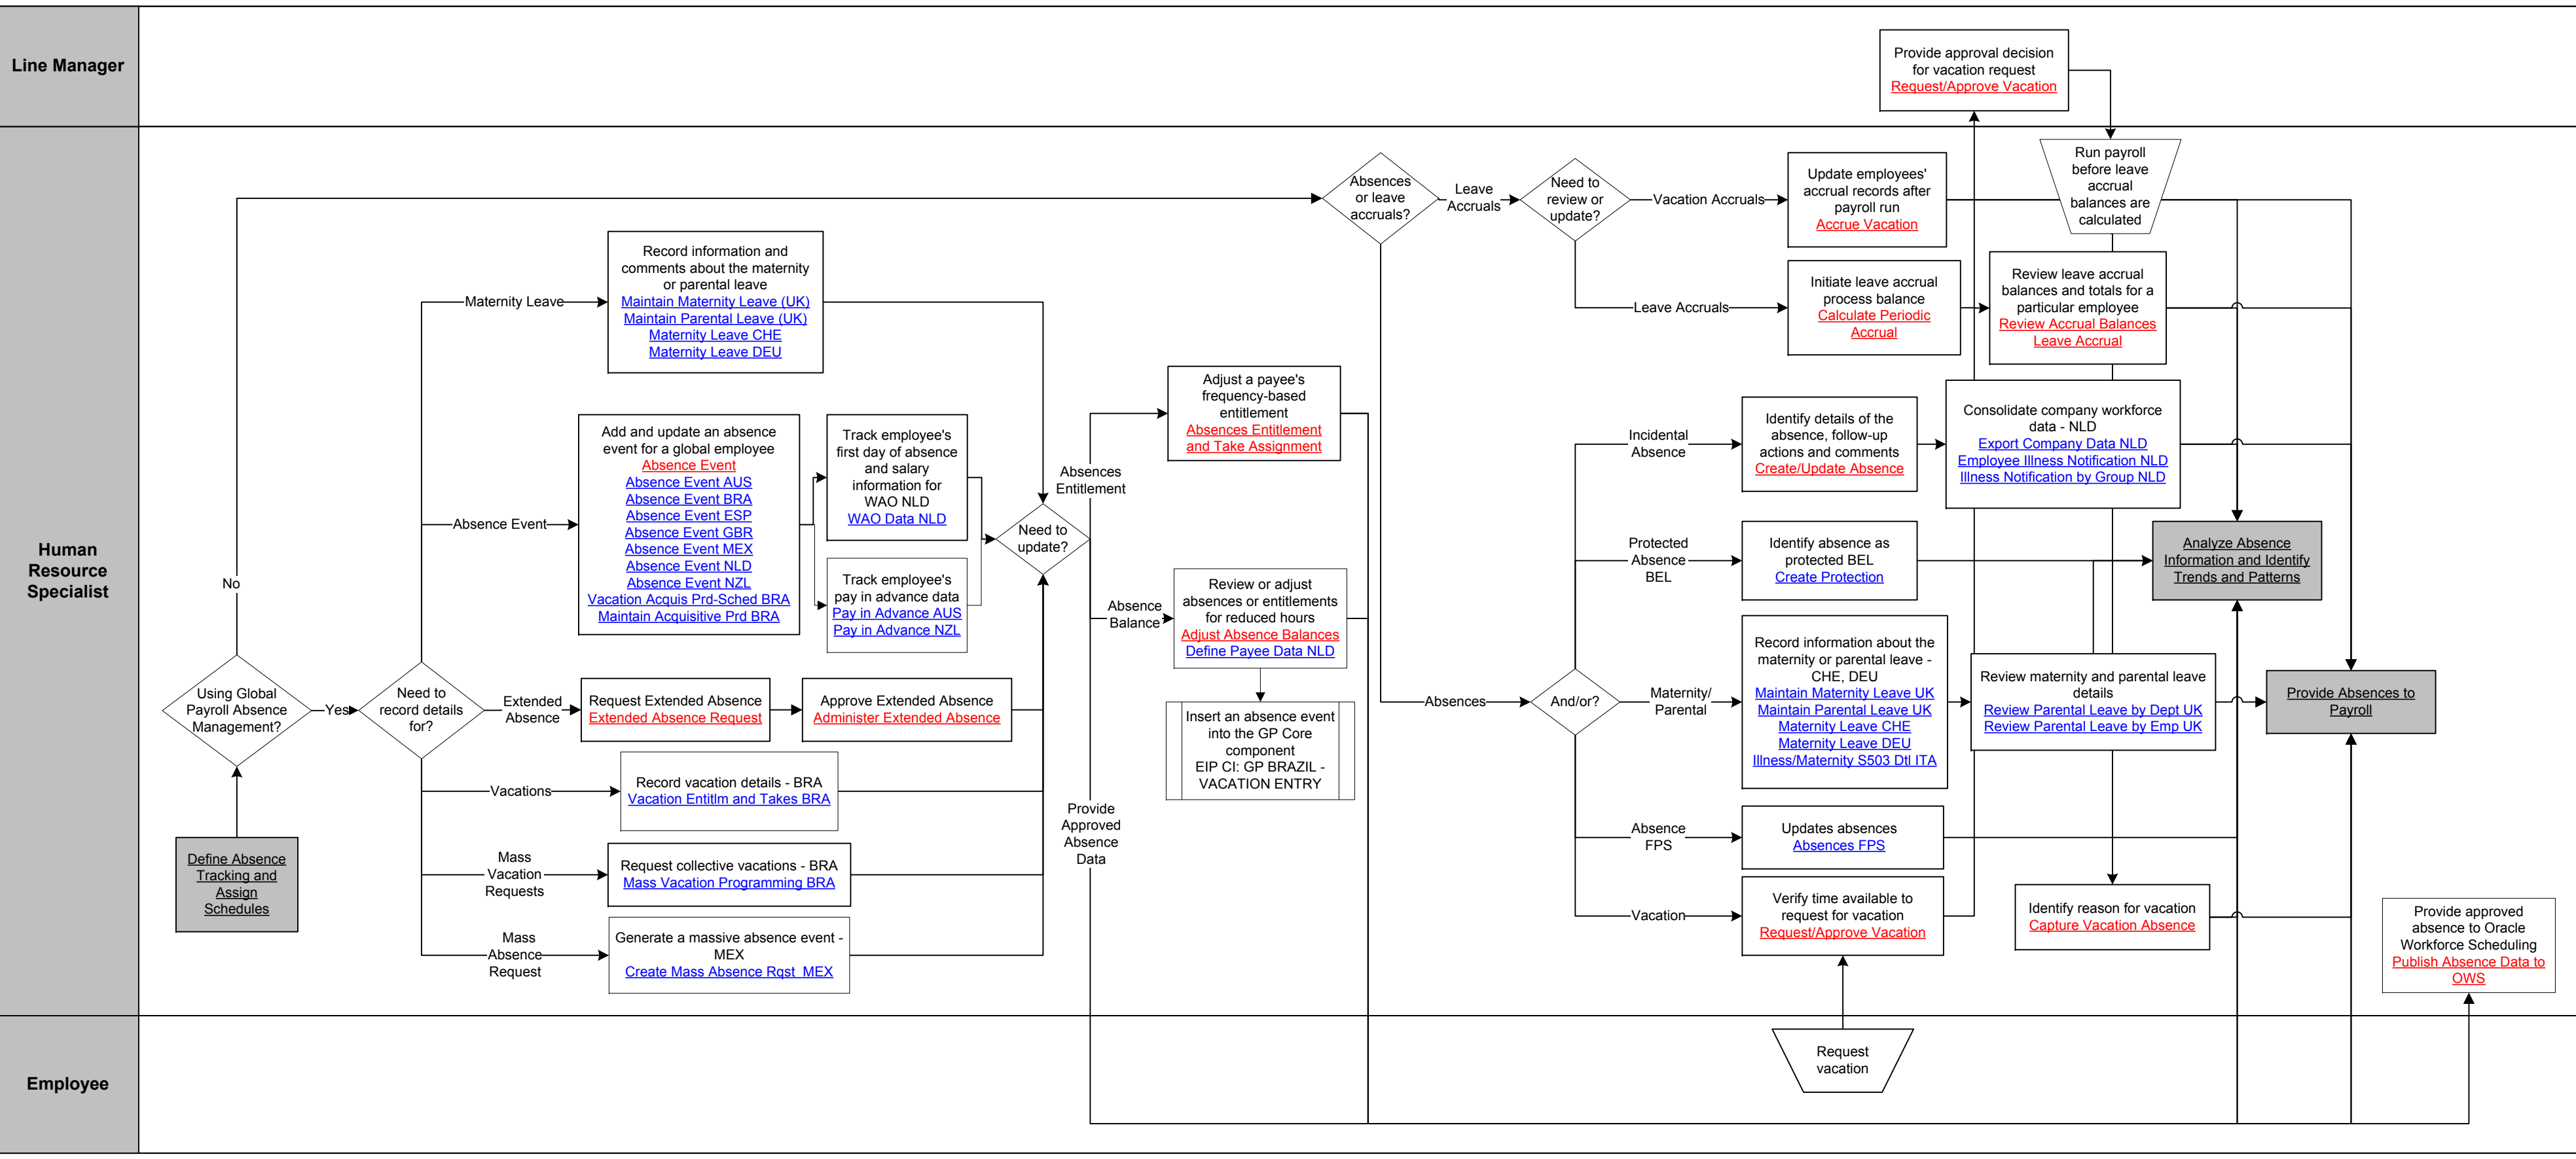 Line Manager
Provide approval decision
for vacation request
Request/Approve Vacation
Human
Resource
Specialist
Define Absence
Tracking and
Assign
Schedules
Using Global
Payroll Absence
Management?
No
Yes
Need to
record details
for?
Maternity Leave
Record information and
comments about the maternity
or parental leave
Maintain Maternity Leave (UK)
Maintain Parental Leave (UK)
Maternity Leave CHE
Maternity Leave DEU
Absence Event
Add and update an absence
event for a global employee
Absence Event
Absence Event AUS
Absence Event BRA
Absence Event ESP
Absence Event GBR
Absence Event MEX
Absence Event NLD
Absence Event NZL
Vacation Acquis Prd-Sched BRA
Maintain Acquisitive Prd BRA
Track employee's
first day of absence
and salary
information for
WAO NLD
WAO Data NLD
Track employee's
pay in advance data
Pay in Advance AUS
Pay in Advance NZL
Extended
Absence
Request Extended Absence
Extended Absence Request
Approve Extended Absence
Administer Extended Absence
Vacations
Record vacation details - BRA
Vacation Entitlm and Takes BRA
Mass
Vacation
Requests
Request collective vacations - BRA
Mass Vacation Programming BRA
Mass
Absence
Request
Generate a massive absence event -
MEX
Create Mass Absence Rqst  MEX
Need to
update?
Absences
Entitlement
Adjust a payee's
frequency-based
entitlement
Absences Entitlement
and Take Assignment
Absence
Balance
Review or adjust
absences or entitlements
for reduced hours
Adjust Absence Balances
Define Payee Data NLD
Insert an absence event
into the GP Core
component
EIP CI: GP BRAZIL -
VACATION ENTRY
Provide
Approved
Absence
Data
Absences
or leave
accruals?
Leave
Accruals
Need to
review or
update?
Vacation Accruals
Update employees'
accrual records after
payroll run
Accrue Vacation
Run payroll
before leave
accrual
balances are
calculated
Leave Accruals
Initiate leave accrual
process balance
Calculate Periodic
Accrual
Review leave accrual
balances and totals for a
particular employee
Review Accrual Balances
Leave Accrual
Absences
And/or?
Incidental
Absence
Identify details of the
absence, follow-up
actions and comments
Create/Update Absence
Consolidate company workforce
data - NLD
Export Company Data NLD
Employee Illness Notification NLD
Illness Notification by Group NLD
Protected
Absence
BEL
Identify absence as
protected BEL
Create Protection
Analyze Absence
Information and Identify
Trends and Patterns
Maternity/
Parental
Record information about the
maternity or parental leave -
CHE, DEU
Maintain Maternity Leave UK
Maintain Parental Leave UK
Maternity Leave CHE
Maternity Leave DEU
Illness/Maternity S503 Dtl ITA
Review maternity and parental leave
details
Review Parental Leave by Dept UK
Review Parental Leave by Emp UK
Provide Absences to
Payroll
Absence
FPS
Updates absences
Absences FPS
Vacation
Verify time available to
request for vacation
Request/Approve Vacation
Identify reason for vacation
Capture Vacation Absence
Provide approved
absence to Oracle
Workforce Scheduling
Publish Absence Data to
OWS
Employee
Request
vacation